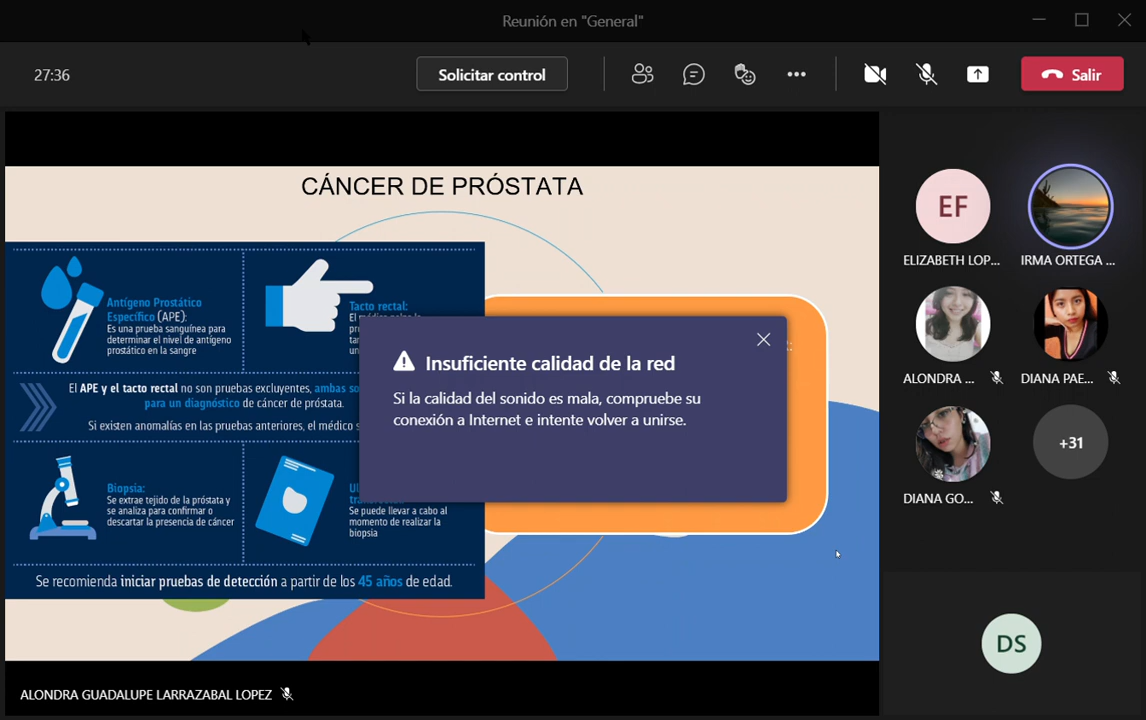 Reunión en "General"
27:36
Solicitar control
Salir
CÁNCER DE PRÓSTATA
Antígeno Prostático
Específico (APE):
Es una prueba sanguínea para
determinar el nivel de antígeno
prostático en la sangre
Tacto rectal:
El
El APE y el tacto rectal no son pruebas excluyentes, ambas so
para un diagnóstico de cáncer de próstata.
Si existen anomalías en las pruebas anteriores, el médico s
Biopsia:
Se extrae tejido de la próstata y
se analiza para confirmar o
descartar la presencia de cáncer
Se puede llevar a cabo al
momento de realizar la
biopsia
Se recomienda iniciar pruebas de detección a partir de los 45 años de edad.
Insuficiente calidad de la red
Si la calidad del sonido es mala, compruebe su
conexión a Internet e intente volver a unirse.
EF
ELIZABETH LOP...
IRMA ORTEGA ...
ALONDRA ...
DIANA PAE...
DIANA GO...
+31
DS
ALONDRA GUADALUPE LARRAZABAL LOPEZ